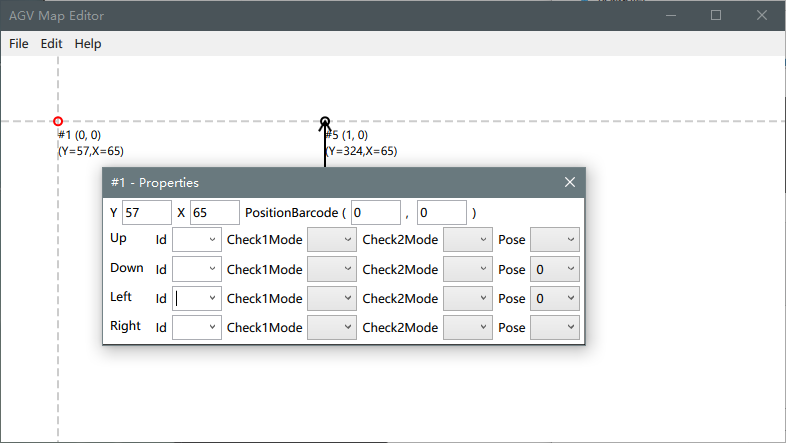 AGV Map Editor
File Edit Help
#1 (0, 0)
(Y=57,X=65)
#5 (1, 0)
(Y=324,X=65)
#1 - Properties
Y 57 X 65 PositionBarcode ( 0 , 0 )
Up Id Check1Mode Check2Mode Pose
Down Id Check1Mode Check2Mode Pose 0
Left Id Check1Mode Check2Mode Pose 0
Right Id Check1Mode Check2Mode Pose